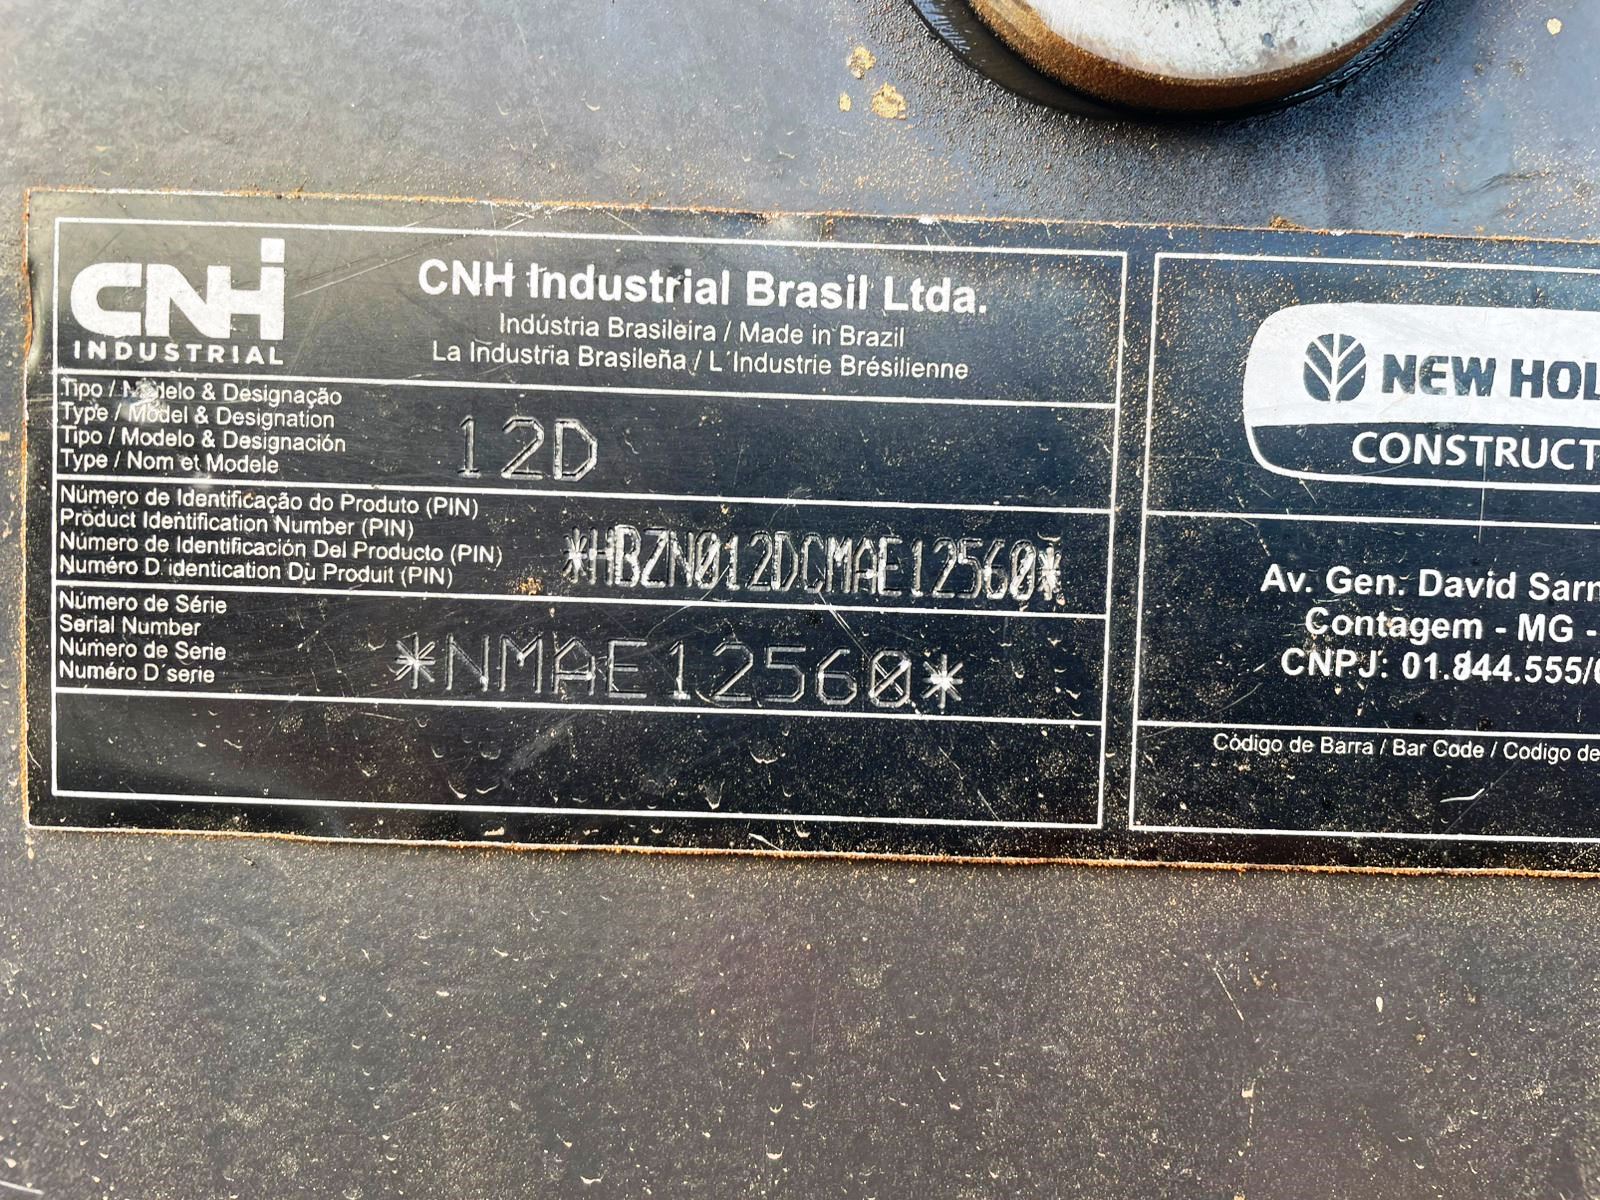 CNH
INDUSTRIAL
CNH Industrial Brasil Ltda.
Indústria Brasileira / Made in Brazil
La Industria Brasileña / L´Industrie Brésilienne
Tipo / Modelo & Designação
Type / Model & Designation
Tipo / Modelo & Designación
Type / Nom et Modele
12D
Número de Identificação do Produto (PIN)
Product Identification Number (PIN)
Número de Identificación Del Producto (PIN)
Numéro D´identication Du Produit (PIN)
*HBZN012DCMAE12560*
Número de Série
Serial Number
Número de Serie
Numéro D´serie
*NMAE12560*
NEW HOL
CONSTRUCT
Av. Gen. David Sarn
Contagem - MG -
CNPJ: 01.844.555/0
Código de Barra / Bar Code / Codigo de